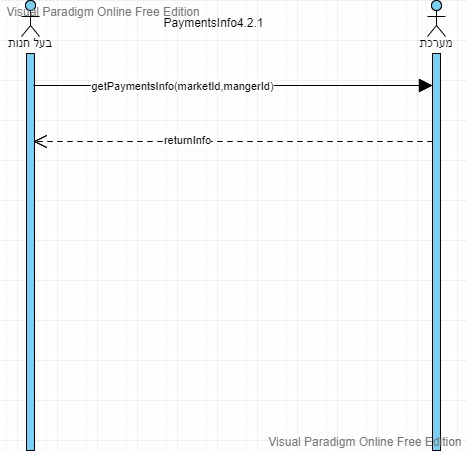 Visual Paradigm Online Free Edition
PaymentsInfo4.2.1
בעל חנות
מערכת
getPaymentsInfo(marketId,mangerId)
returnInfo
Visual Paradigm Online Free Edition